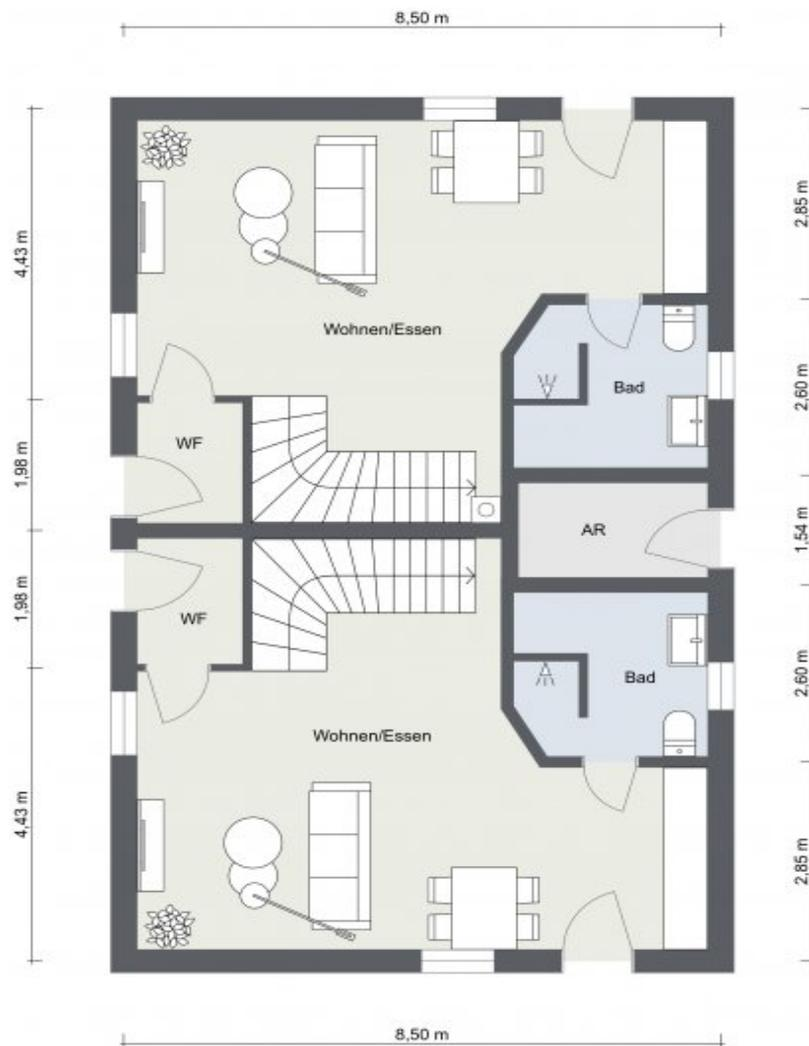 8,50 m
2,85 m
4,43 m
Wohnen/Essen
Bad
2,60 m
WF
1,98 m
AR
1,54 m
1,98 m
WF
Bad
2,60 m
Wohnen/Essen
4,43 m
2,85 m
8,50 m